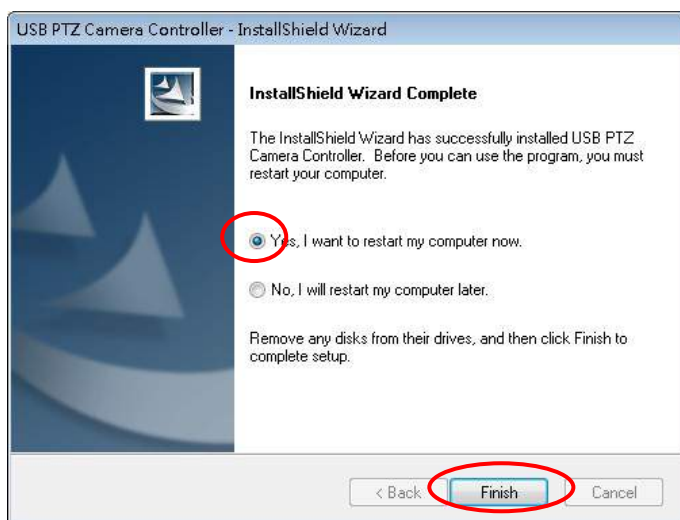 USB PTZ Camera Controller - InstallShield Wizard
InstallShield Wizard Complete
The InstallShield Wizard has successfully installed USB PTZ
Camera Controller. Before you can use the program, you must
restart your computer.
Yes, I want to restart my computer now.
No, I will restart my computer later.
Remove any disks from their drives, and then click Finish to
complete setup.
< Back Finish Cancel